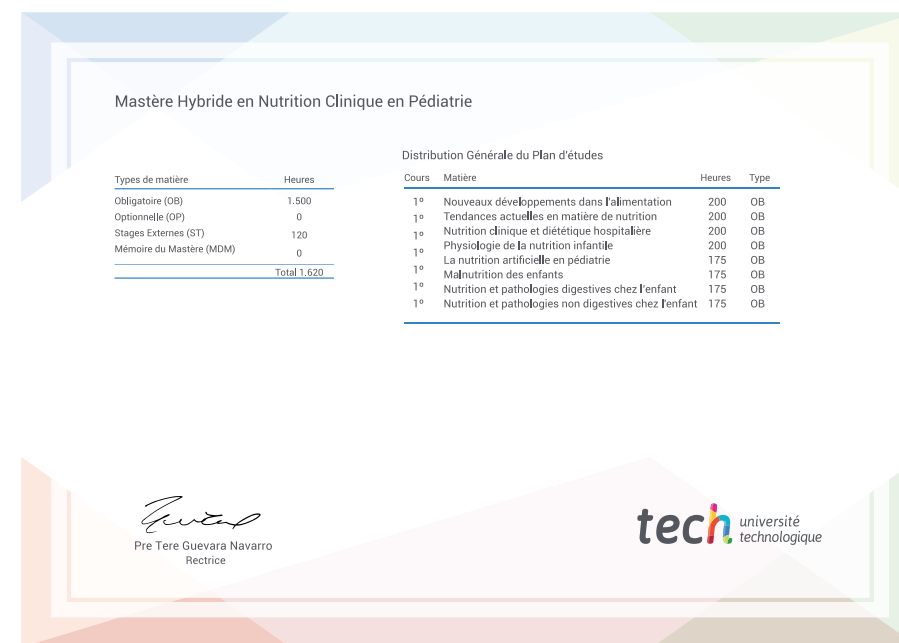 Mastère Hybride en Nutrition Clinique en Pédiatrie
Types de matière Heures
Obligatoire (OB) 1.500
Optionnelle (OP) 0
Stages Externes (ST) 120
Mémoire du Mastère (MDM) 0
Total 1.620
Distribution Générale du Plan d'études
Cours Matière Heures Type
1º Nouveaux développements dans l'alimentation 200 OB
1º Tendances actuelles en matière de nutrition 200 OB
1º Nutrition clinique et diététique hospitalière 200 OB
1º Physiologie de la nutrition infantile 200 OB
1º La nutrition artificielle en pédiatrie 175 OB
1º Malnutrition des enfants 175 OB
1º Nutrition et pathologies digestives chez l'enfant 175 OB
1º Nutrition et pathologies non digestives chez l'enfant 175 OB
Pre Tere Guevara Navarro
Rectrice
tech université
technologique